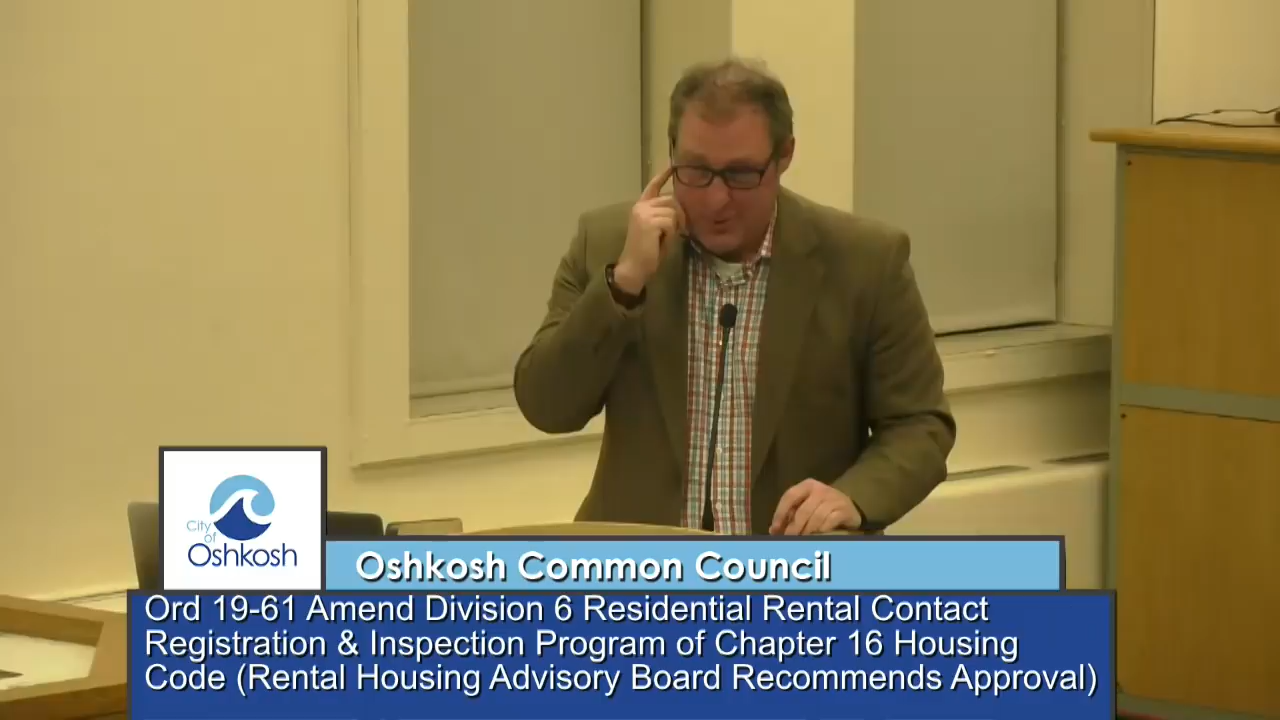 City
of
Oshkosh
Oshkosh Common Council
Ord 19-61 Amend Division 6 Residential Rental Contact
Registration & Inspection Program of Chapter 16 Housing
Code (Rental Housing Advisory Board Recommends Approval)